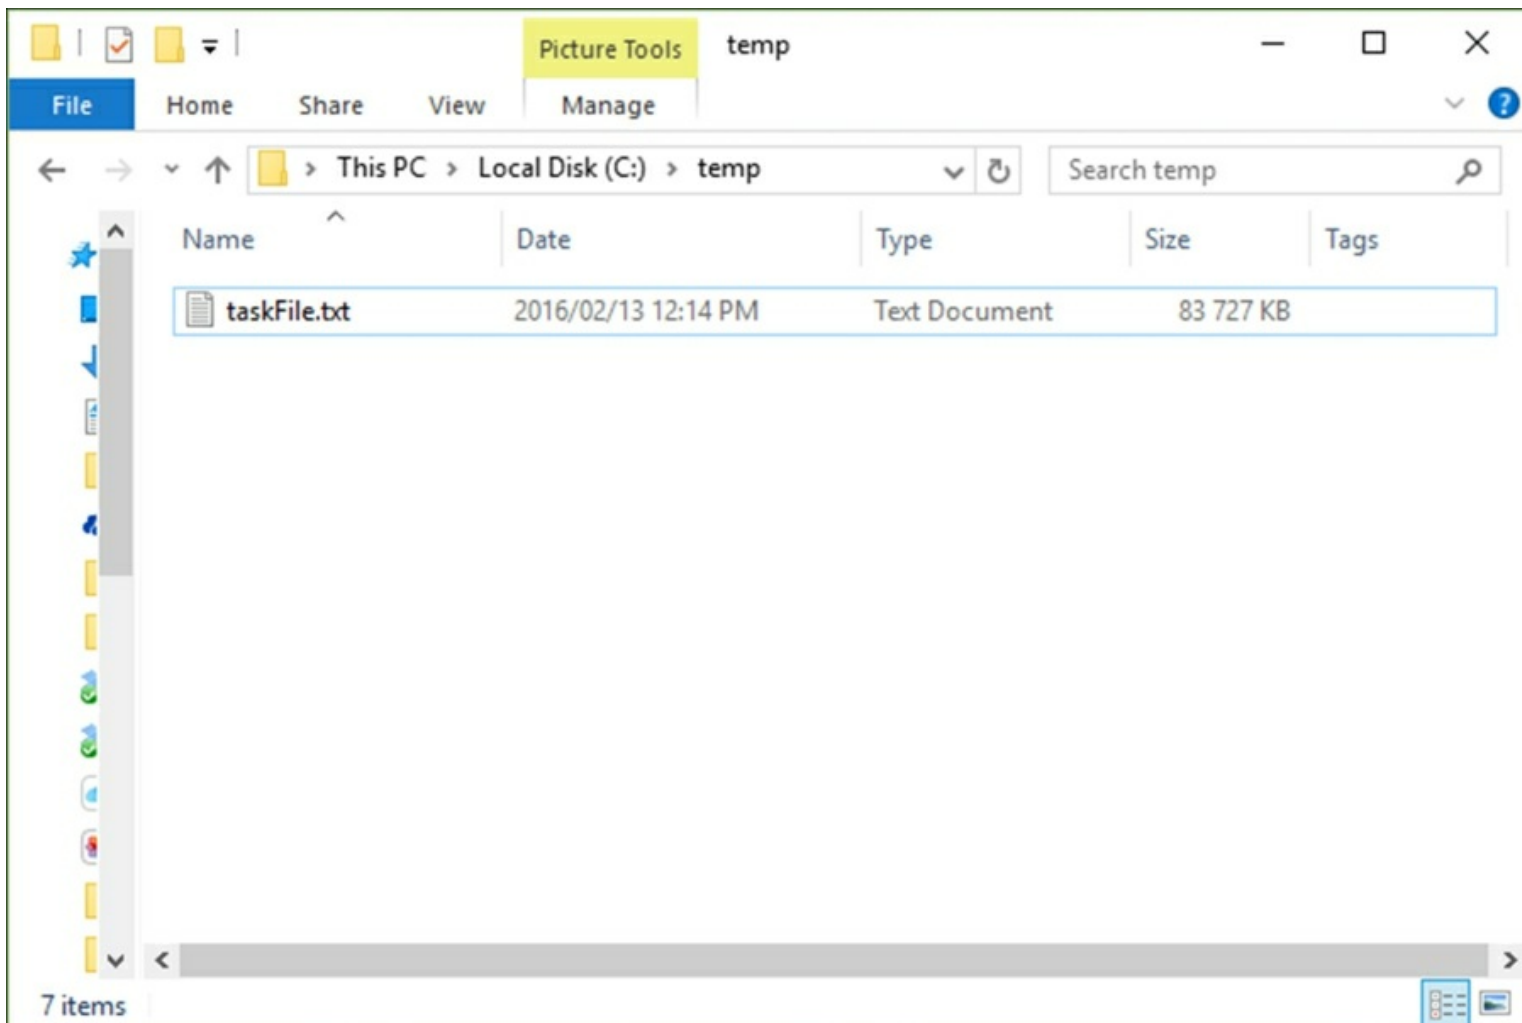 Picture Tools temp
File Home Share View Manage ?
This PC > Local Disk (C:) > temp Search temp
Name Date Type Size Tags
taskFile.txt 2016/02/13 12:14 PM Text Document 83 727 KB
7 items